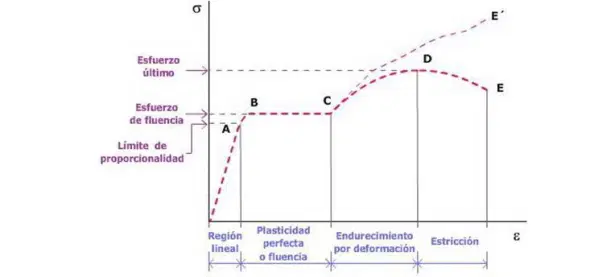 σ
E´
Esfuerzo
último
D
E
Esfuerzo
de fluencia
B
C
A
Límite de
proporcionalidad
Región
lineal
Plasticidad
perfecta
o fluencia
Endurecimiento
por deformación
Estricción
ε